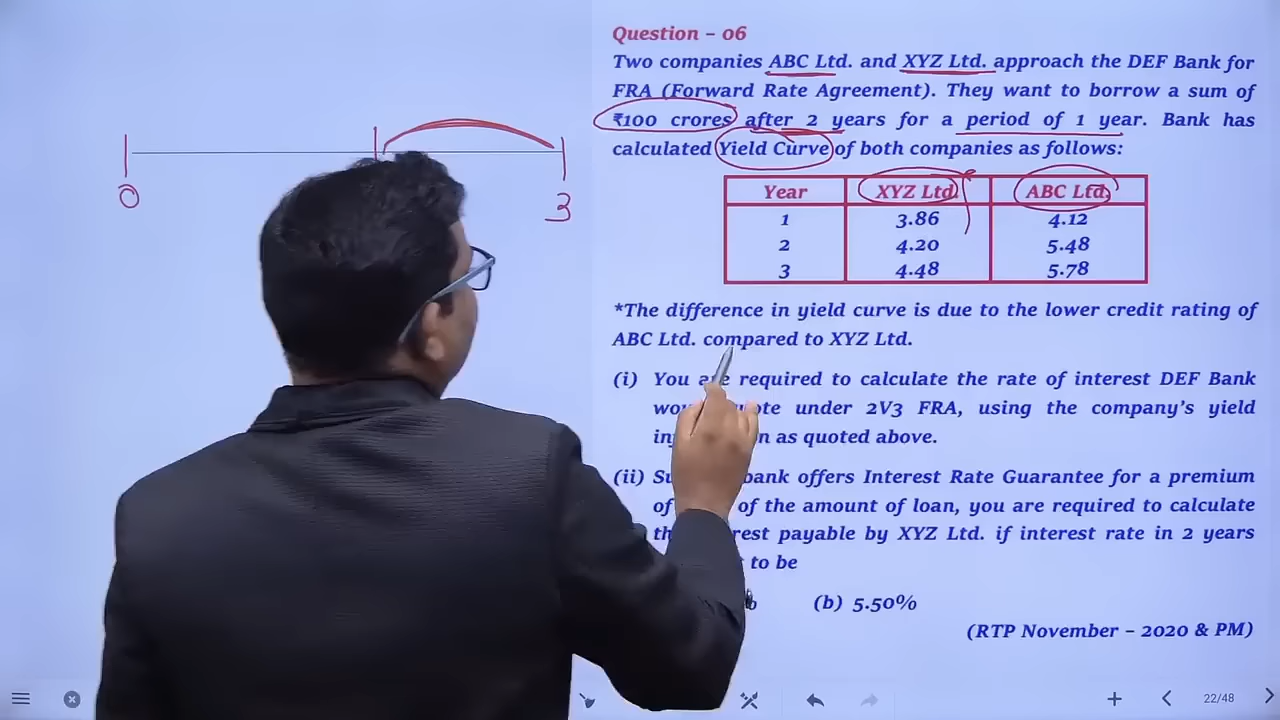 Question – 06
Two companies ABC Ltd. and XYZ Ltd. approach the DEF Bank for
FRA (Forward Rate Agreement). They want to borrow a sum of
₹100 crores after 2 years for a period of 1 year. Bank has
calculated Yield Curve of both companies as follows:
Year XYZ Ltd. ABC Ltd.
1 3.86 4.12
2 4.20 5.48
3 4.48 5.78
*The difference in yield curve is due to the lower credit rating of
ABC Ltd. compared to XYZ Ltd.
(i) You are required to calculate the rate of interest DEF Bank
under 2V3 FRA, using the company's yield
as quoted above.
(ii) bank offers Interest Rate Guarantee for a premium
of of the amount of loan, you are required to calculate
payable by XYZ Ltd. if interest rate in 2 years
to be
(b) 5.50%
(RTP November – 2020 & PM)
0 3
22/48